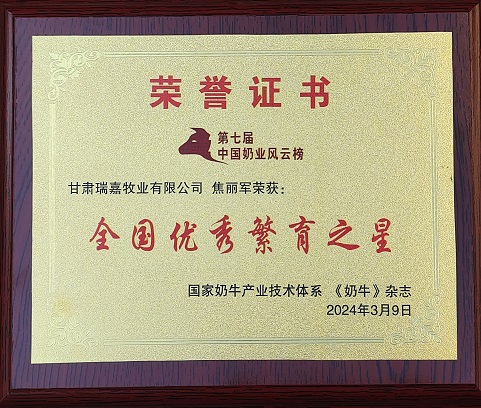 荣誉证书
第七届
中国奶业风云榜
甘肃瑞嘉牧业有限公司 焦丽军荣获：
全国优秀繁育之星
国家奶牛产业技术体系 《奶牛》杂志
2024年3月9日